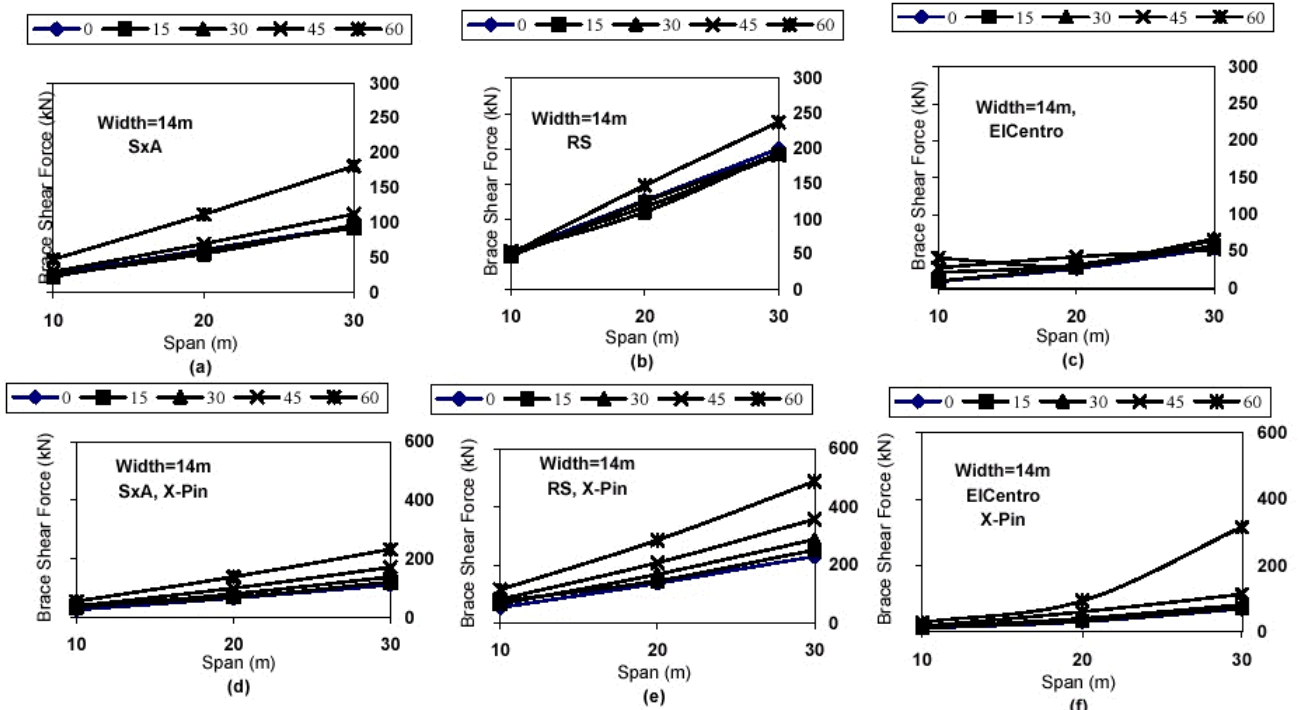 0 15 30 45 60
Brace Shear Force (kN)
Width=14m
SxA
300
250
200
150
100
50
0
10 20 30
Span (m)
(a)
0 15 30 45 60
Brace Shear Force (kN)
Width=14m
RS
300
250
200
150
100
50
0
10 20 30
Span (m)
(b)
0 15 30 45 60
Brace Shear Force (kN)
Width=14m,
ElCentro
300
250
200
150
100
50
0
10 20 30
Span (m)
(c)
0 15 30 45 60
Brace Shear Force (kN)
Width=14m
SxA, X-Pin
600
400
200
0
10 20 30
Span (m)
(d)
0 15 30 45 60
Brace Shear Force (kN)
Width=14m
RS, X-Pin
600
400
200
0
10 20 30
Span (m)
(e)
0 15 30 45 60
Brace Shear Force (kN)
Width=14m
ElCentro
X-Pin
600
400
200
0
10 20 30
Span (m)
(f)